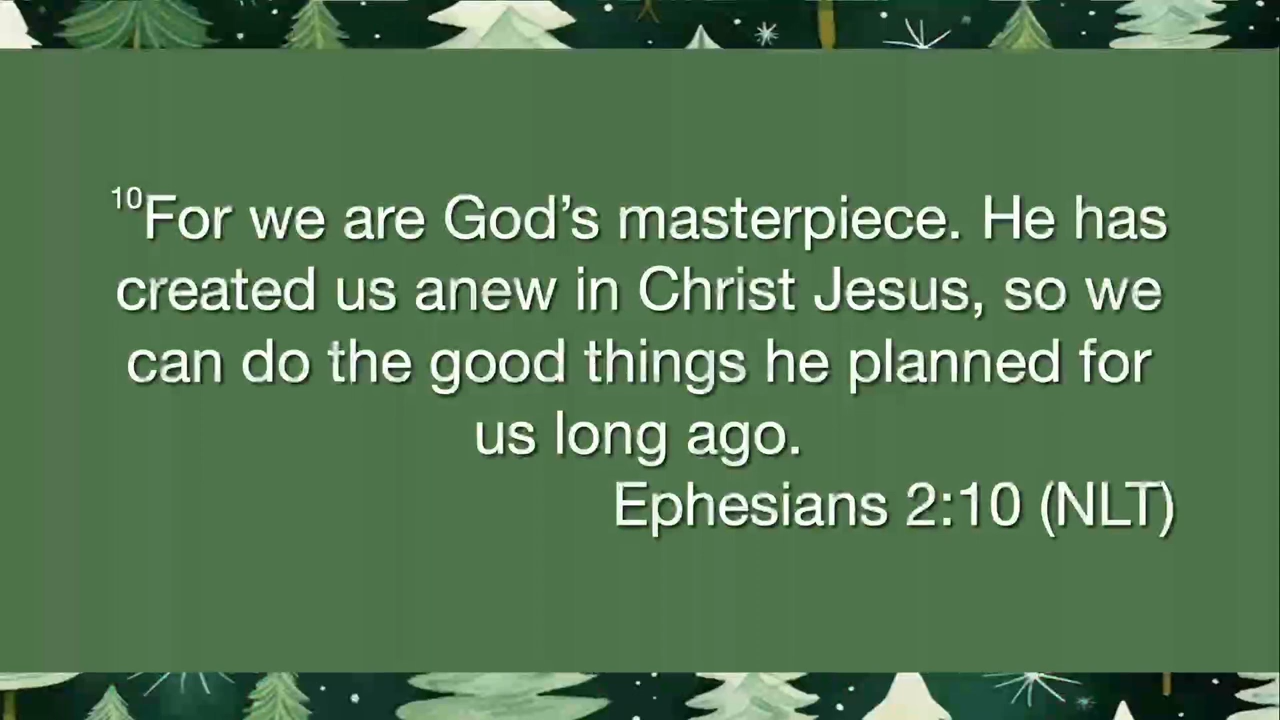 ¹⁰For we are God’s masterpiece. He has
created us anew in Christ Jesus, so we
can do the good things he planned for
us long ago.
Ephesians 2:10 (NLT)